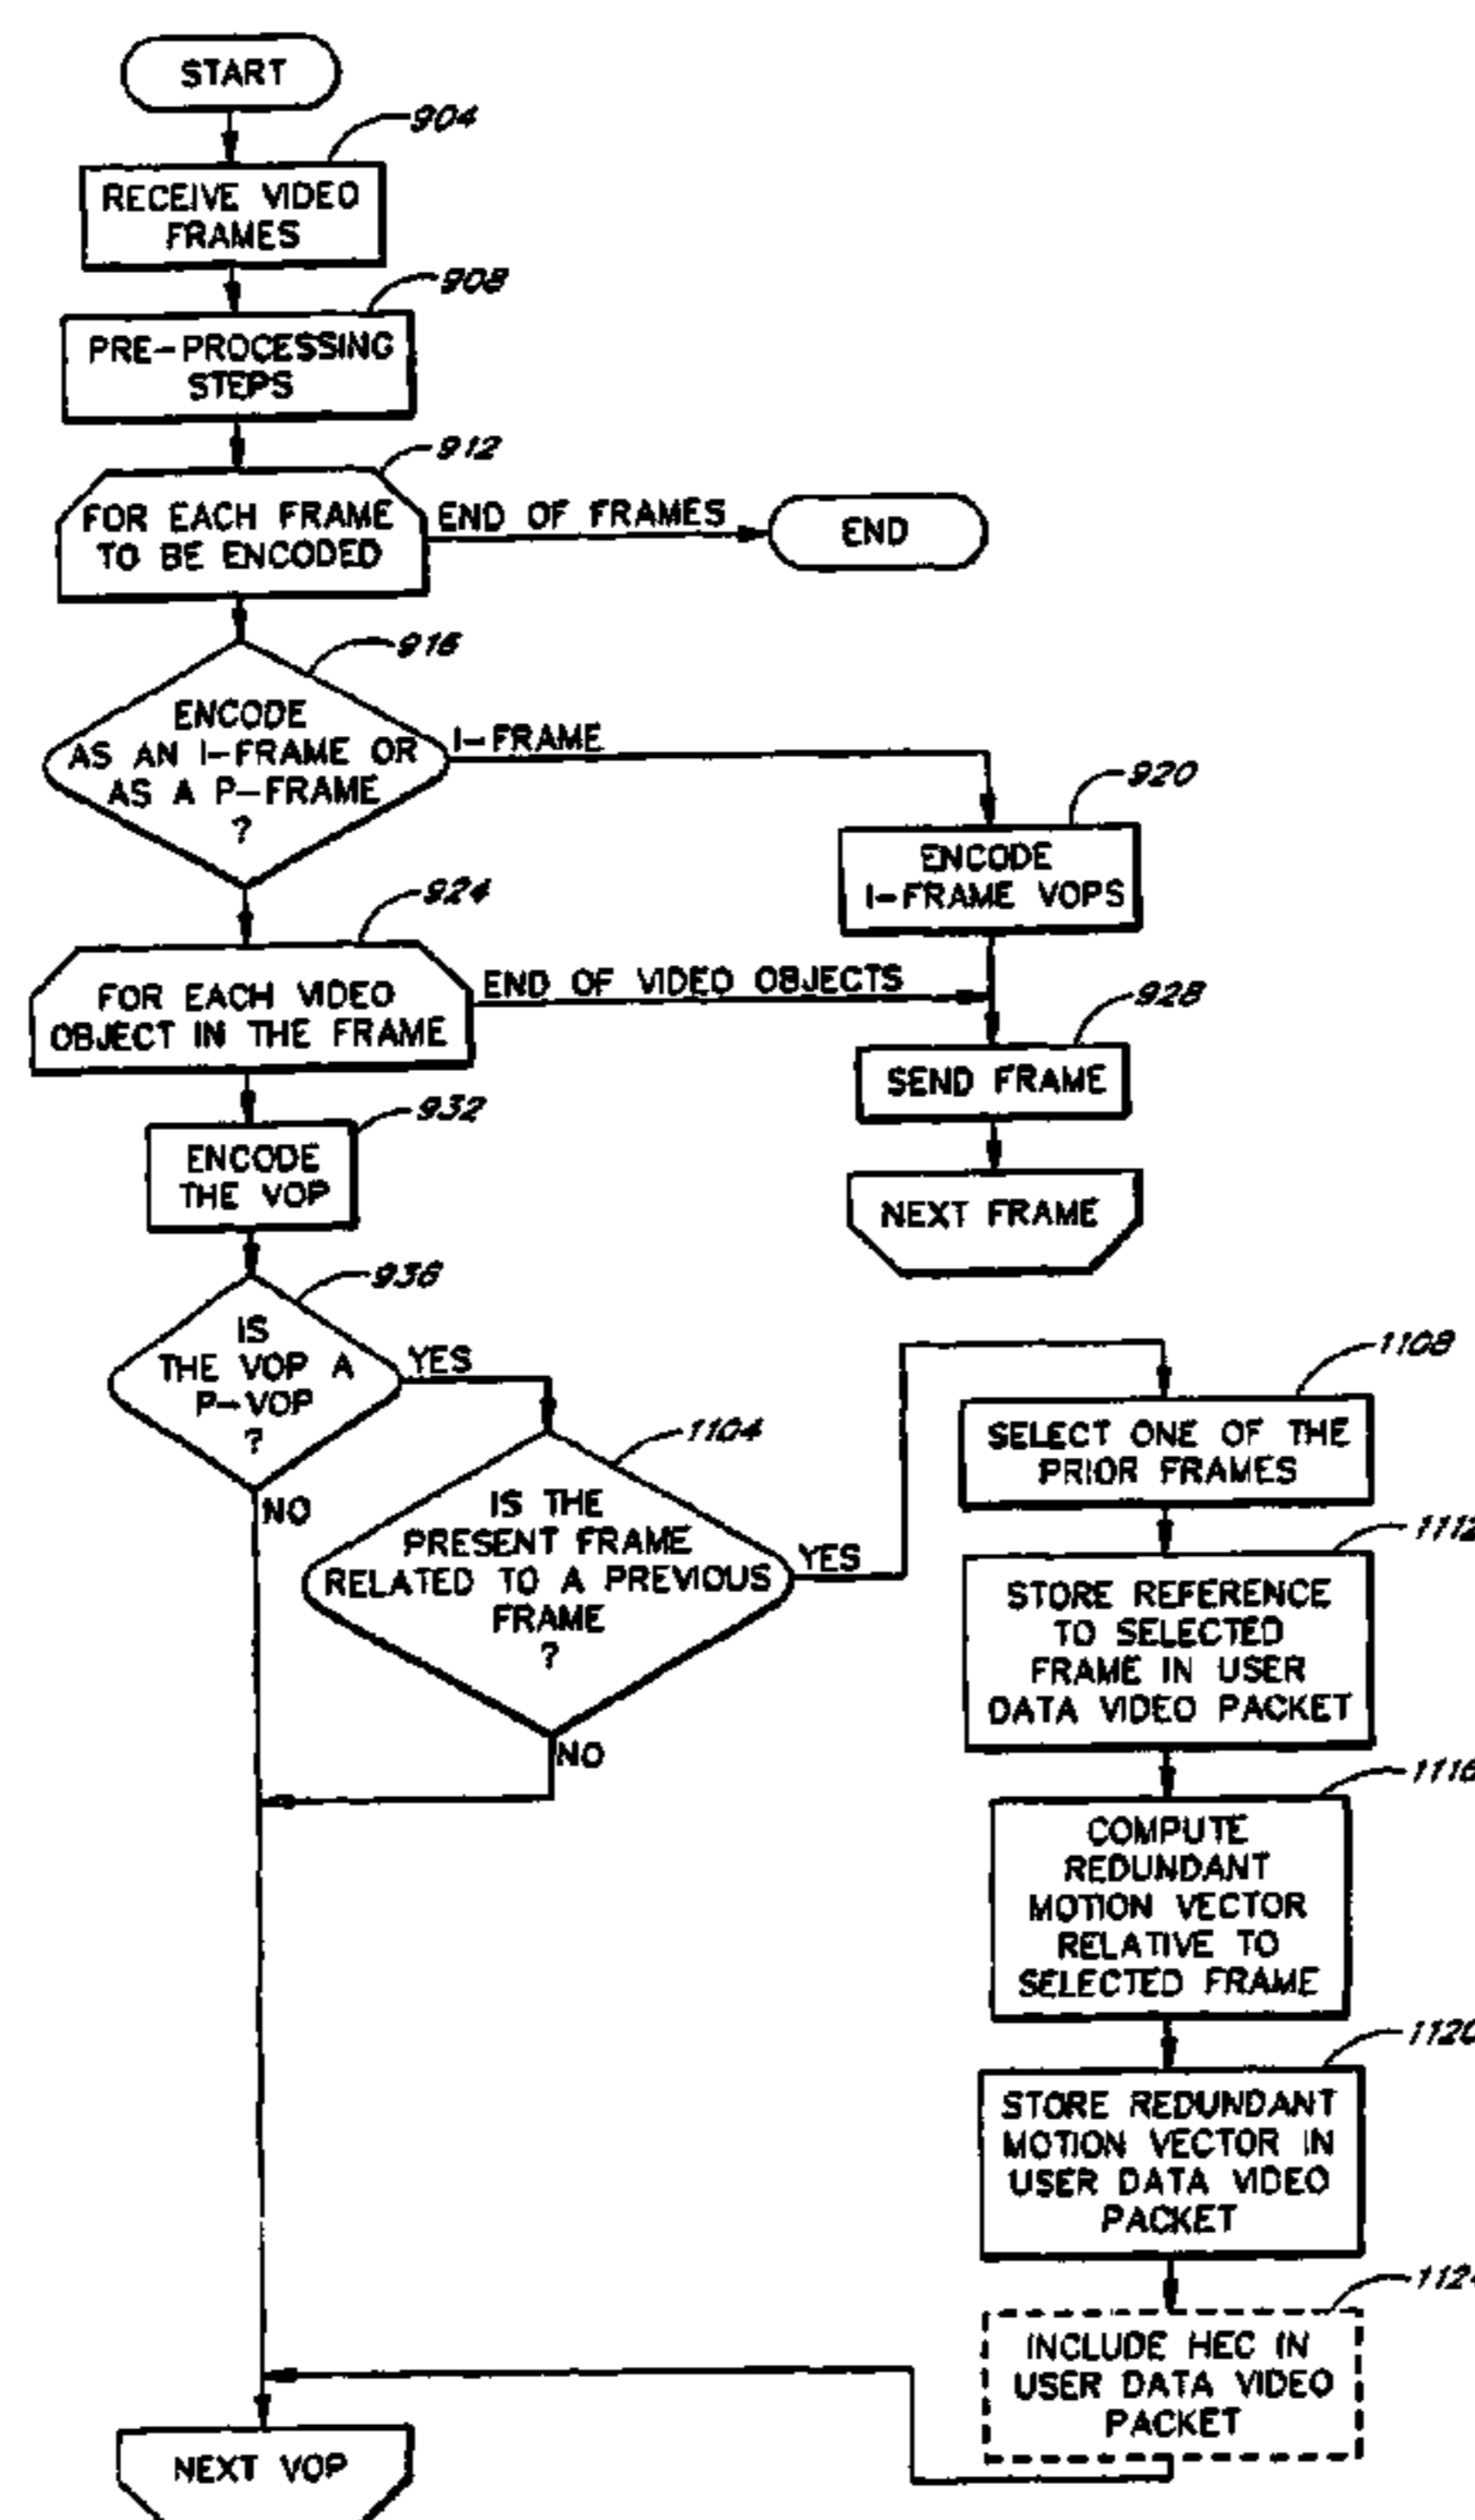 START
904
RECEIVE VIDEO
FRAMES
908
PRE-PROCESSING
STEPS
912
FOR EACH FRAME
TO BE ENCODED
END OF FRAMES
END
916
ENCODE
AS AN I-FRAME OR
AS A P-FRAME
?
I-FRAME
920
ENCODE
I-FRAME VOPS
924
FOR EACH VIDEO
OBJECT IN THE FRAME
END OF VIDEO OBJECTS
928
SEND FRAME
NEXT FRAME
932
ENCODE
THE VOP
936
IS
THE VOP A
P-VOP
?
YES
NO
1104
IS THE
PRESENT FRAME
RELATED TO A PREVIOUS
FRAME
?
YES
NO
1108
SELECT ONE OF THE
PRIOR FRAMES
1112
STORE REFERENCE
TO SELECTED
FRAME IN USER
DATA VIDEO PACKET
1116
COMPUTE
REDUNDANT
MOTION VECTOR
RELATIVE TO
SELECTED FRAME
1120
STORE REDUNDANT
MOTION VECTOR IN
USER DATA VIDEO
PACKET
INCLUDE HEC IN
USER DATA VIDEO
PACKET
NEXT VOP